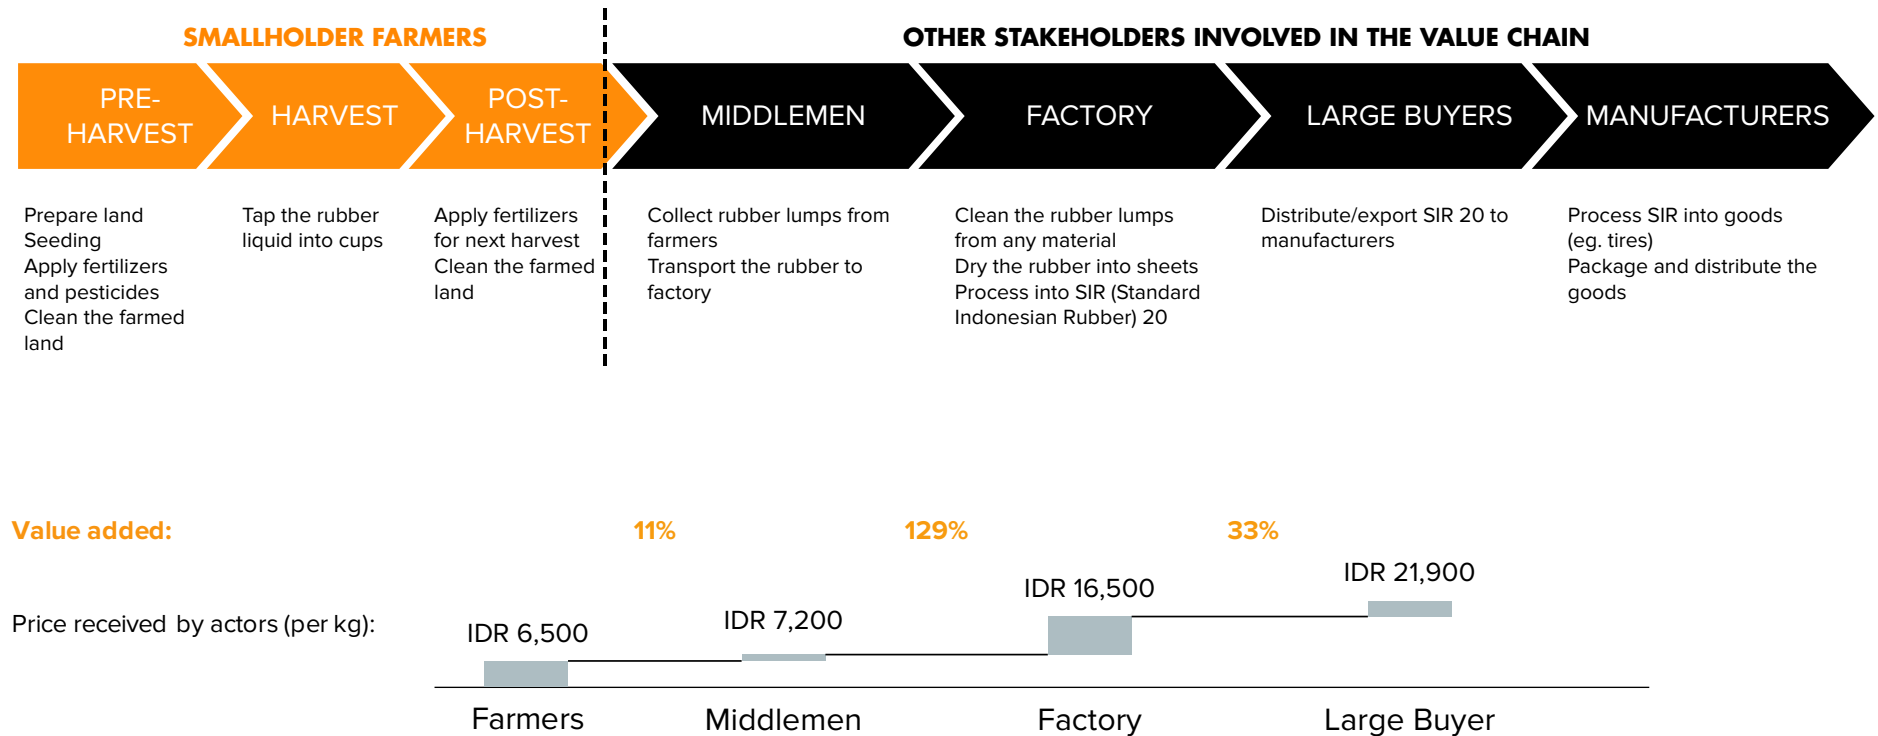 SMALLHOLDER FARMERS
OTHER STAKEHOLDERS INVOLVED IN THE VALUE CHAIN
PRE-
HARVEST
HARVEST
POST-
HARVEST
MIDDLEMEN
FACTORY
LARGE BUYERS
MANUFACTURERS
Prepare land
Seeding
Apply fertilizers
and pesticides
Clean the farmed
land
Tap the rubber
liquid into cups
Apply fertilizers
for next harvest
Clean the farmed
land
Collect rubber lumps from
farmers
Transport the rubber to
factory
Clean the rubber lumps
from any material
Dry the rubber into sheets
Process into SIR (Standard
Indonesian Rubber) 20
Distribute/export SIR 20 to
manufacturers
Process SIR into goods
(eg. tires)
Package and distribute the
goods
Value added:
11%
129%
33%
Price received by actors (per kg):
IDR 6,500
IDR 7,200
IDR 16,500
IDR 21,900
Farmers
Middlemen
Factory
Large Buyer